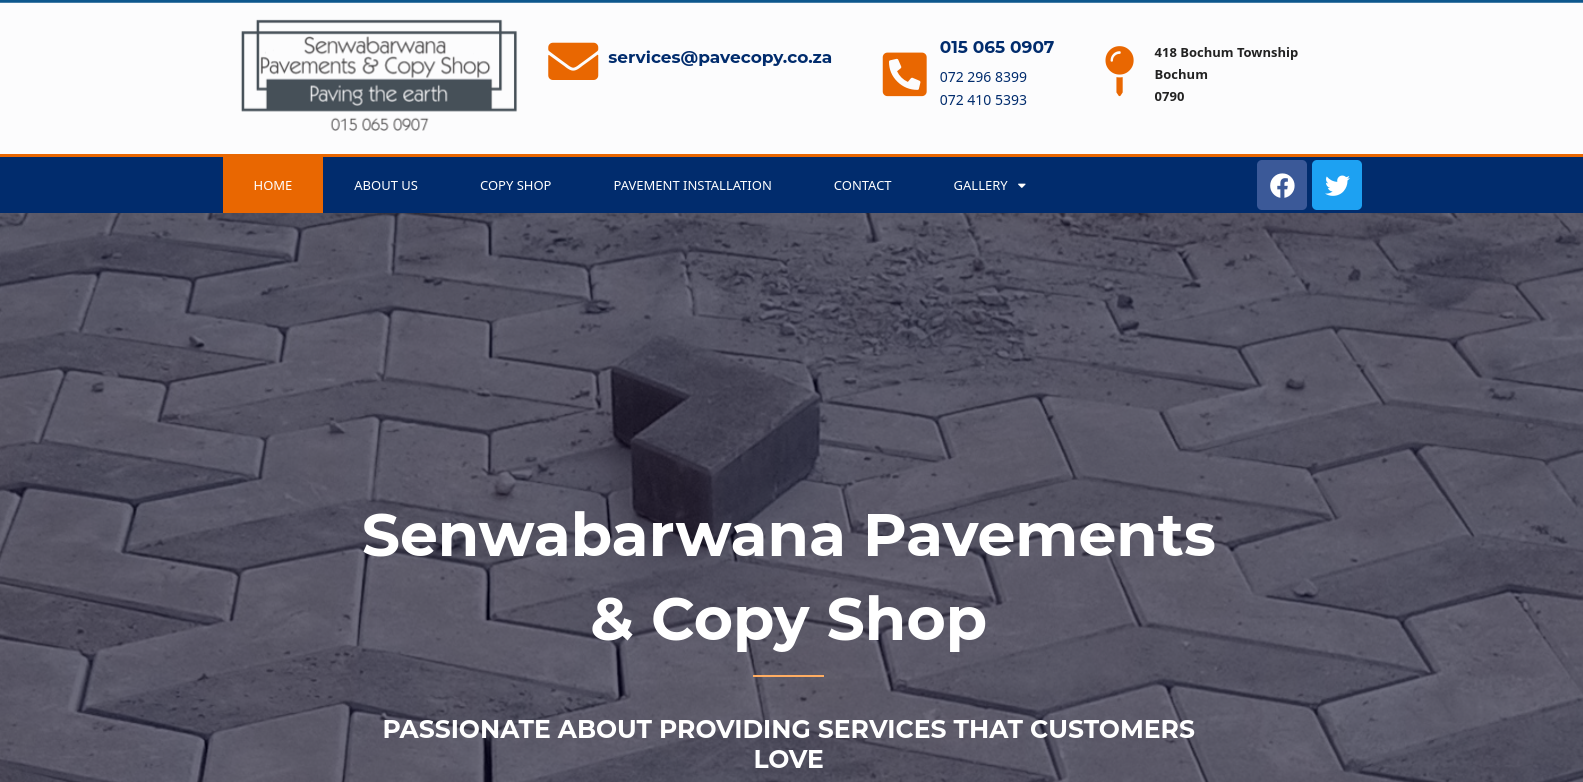 Senwabarwana
Pavements & Copy Shop
Paving the earth
015 065 0907
services@pavecopy.co.za
015 065 0907
072 296 8399
072 410 5393
418 Bochum Township
Bochum
0790
HOME
ABOUT US
COPY SHOP
PAVEMENT INSTALLATION
CONTACT
GALLERY
Senwabarwana Pavements
& Copy Shop
PASSIONATE ABOUT PROVIDING SERVICES THAT CUSTOMERS
LOVE